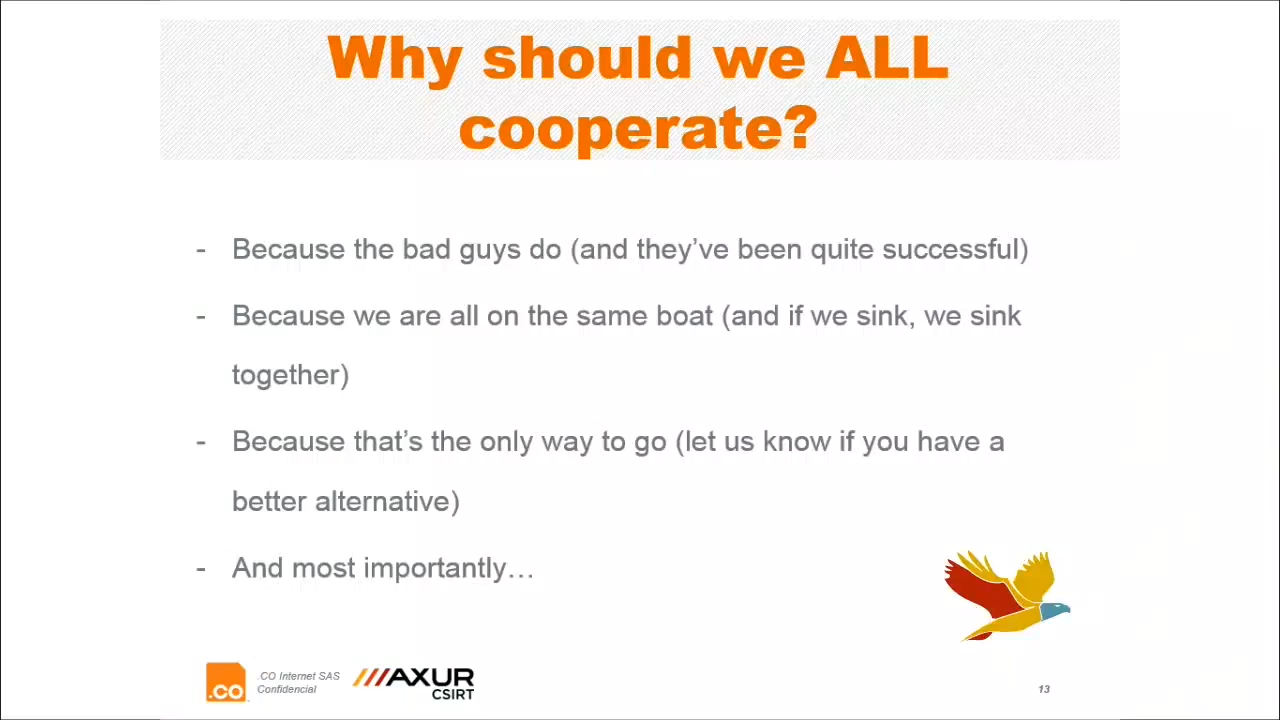 Why should we ALL
cooperate?
- Because the bad guys do (and they’ve been quite successful)
- Because we are all on the same boat (and if we sink, we sink
together)
- Because that’s the only way to go (let us know if you have a
better alternative)
- And most importantly…
.CO
.CO Internet SAS
Confidencial
AXUR
CSIRT
13